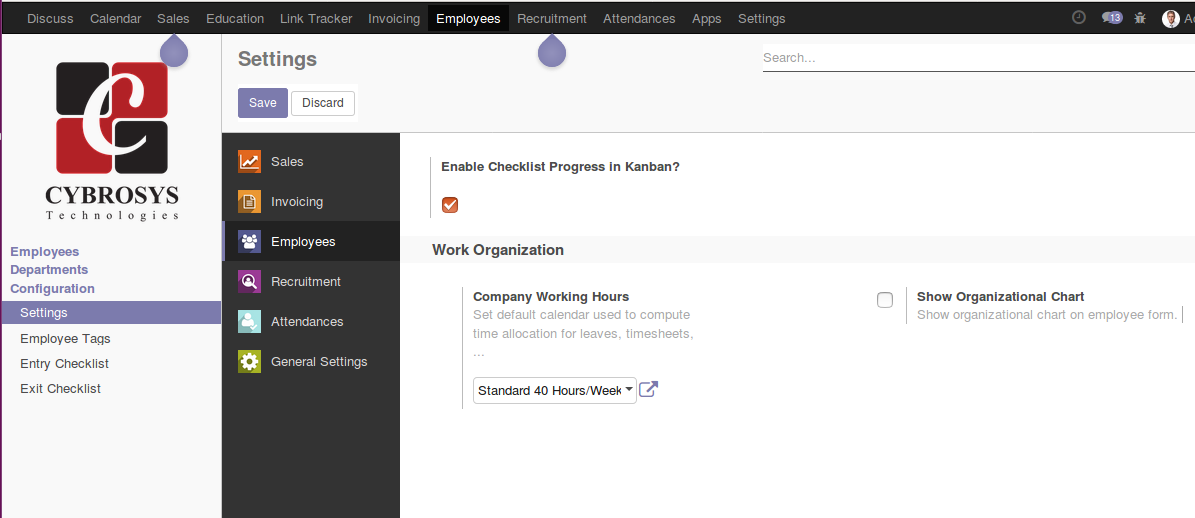 Discuss Calendar Sales Education Link Tracker Invoicing Employees Recruitment Attendances Apps Settings 13
Settings
Search...
Save Discard
C
CYBROSYS
Technologies
Employees
Departments
Configuration
Settings
Employee Tags
Entry Checklist
Exit Checklist
Sales
Invoicing
Employees
Recruitment
Attendances
General Settings
Enable Checklist Progress in Kanban?
Work Organization
Company Working Hours
Set default calendar used to compute
time allocation for leaves, timesheets,
...
Standard 40 Hours/Week
Show Organizational Chart
Show organizational chart on employee form.